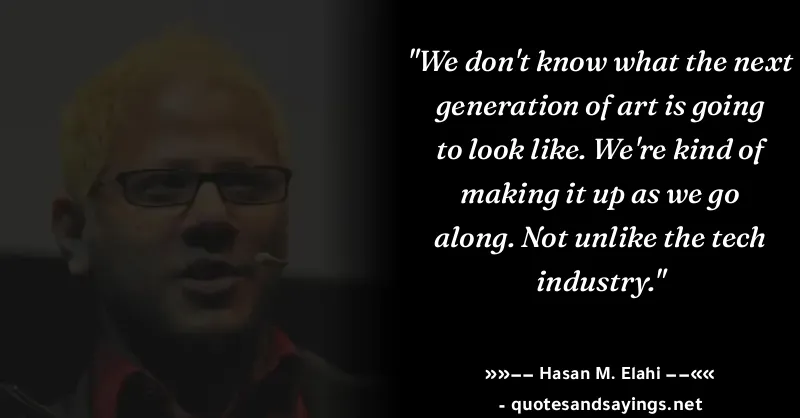 "We don't know what the next
generation of art is going
to look like. We're kind of
making it up as we go
along. Not unlike the tech
industry."
»»−− Hasan M. Elahi −−««
- quotesandsayings.net